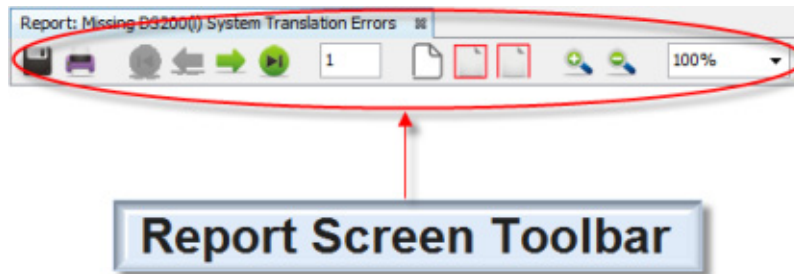 Report: Missing D3200(i) System Translation Errors
1
100%
Report Screen Toolbar